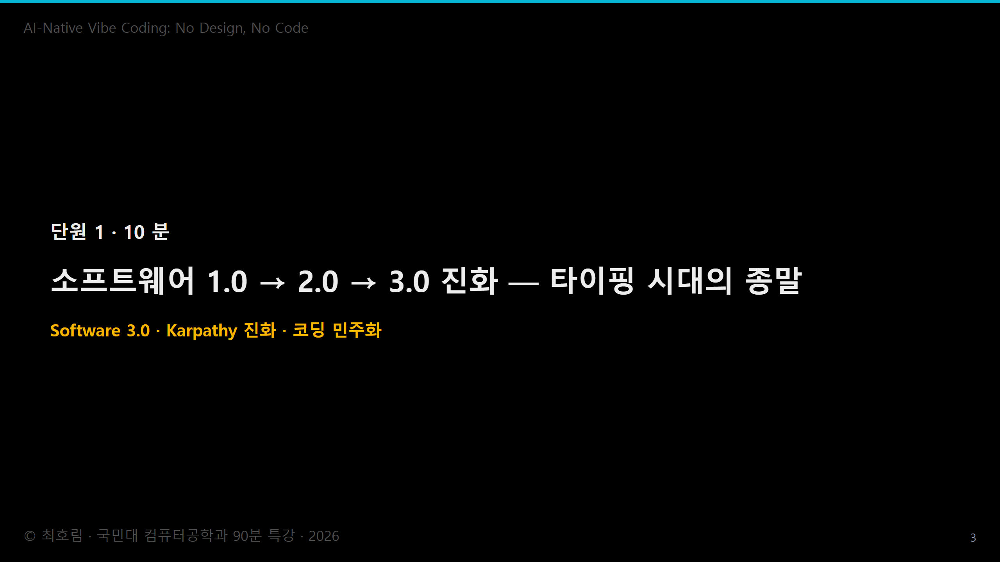 AI-Native Vibe Coding: No Design, No Code
단원 1 · 10 분
소프트웨어 1.0 → 2.0 → 3.0 진화 — 타이핑 시대의 종말
Software 3.0 · Karpathy 진화 · 코딩 민주화
© 최호림 · 국민대 컴퓨터공학과 90분 특강 · 2026
3